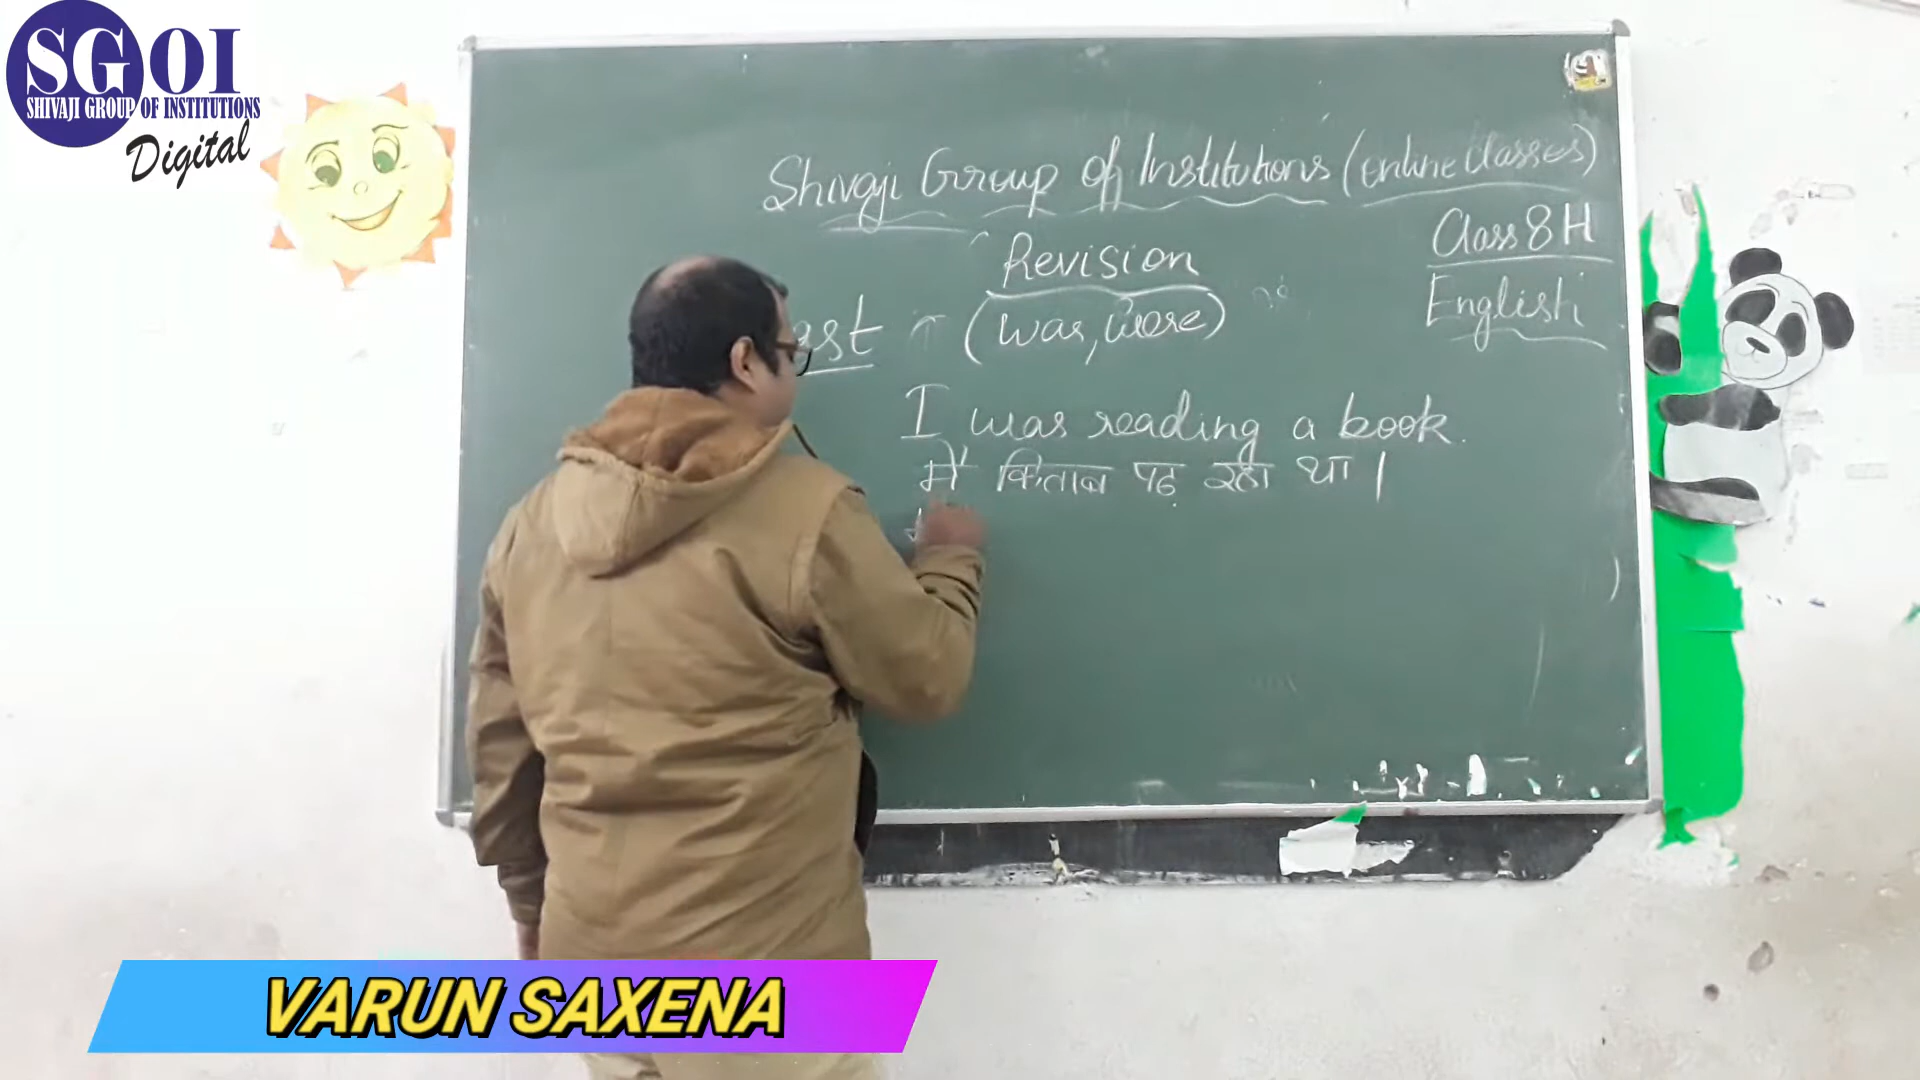 SGOI
SHIVAJI GROUP OF INSTITUTIONS
Digital
Shivaji Group Of Institutions (Online Classes)
Class 8 H
Revision
English
(was, were)
I was reading a book.
मैं किताब पढ़ रहा था।
VARUN SAXENA